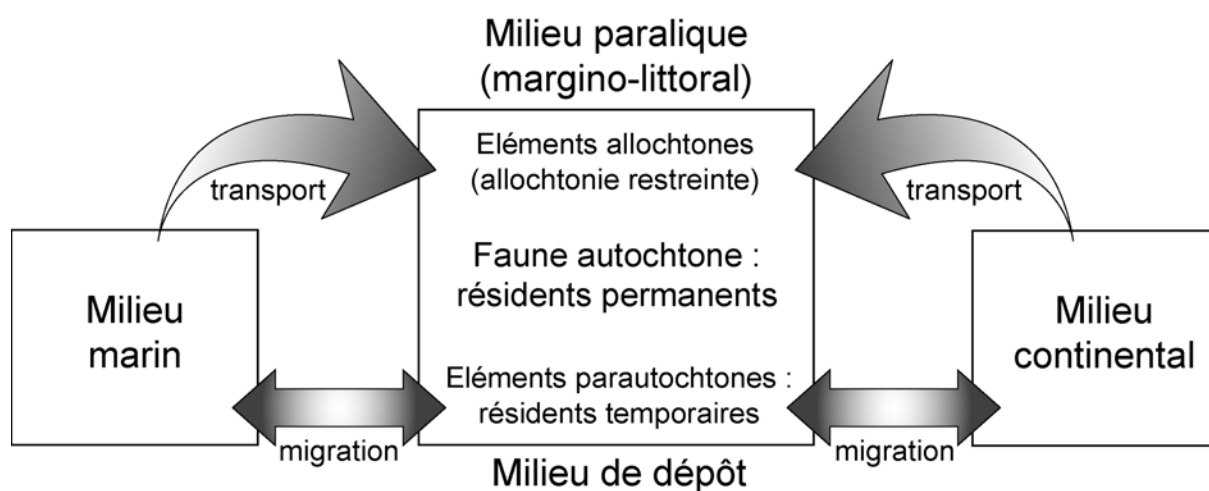 Milieu paralique
(margino-littoral)
Eléments allochtones
(allochtonie restreinte)
transport
transport
Faune autochtone :
résidents permanents
Milieu
marin
Milieu
continental
Eléments parautochtones :
résidents temporaires
migration
migration
Milieu de dépôt